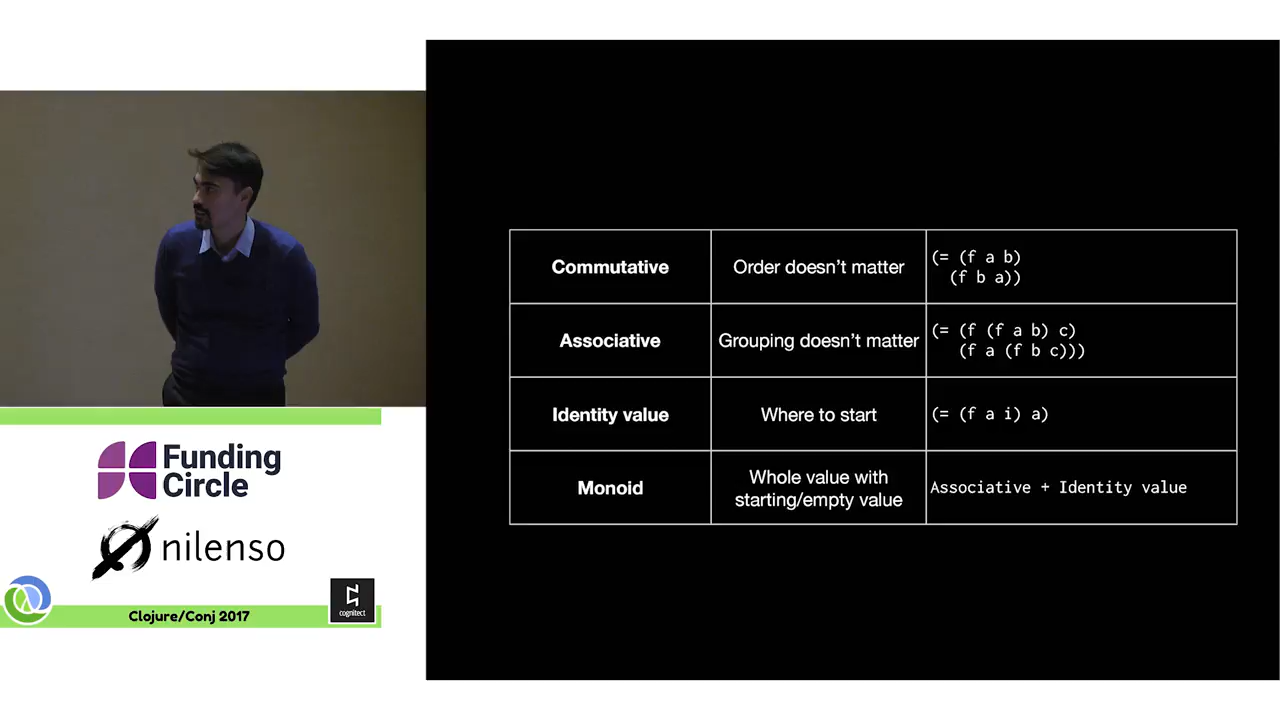 Commutative
Order doesn’t matter
(= (f a b)
(f b a))
Associative
Grouping doesn’t matter
(= (f (f a b) c)
(f a (f b c)))
Identity value
Where to start
(= (f a i) a)
Monoid
Whole value with
starting/empty value
Associative + Identity value
Funding
Circle
nilenso
cognitect
Clojure/Conj 2017